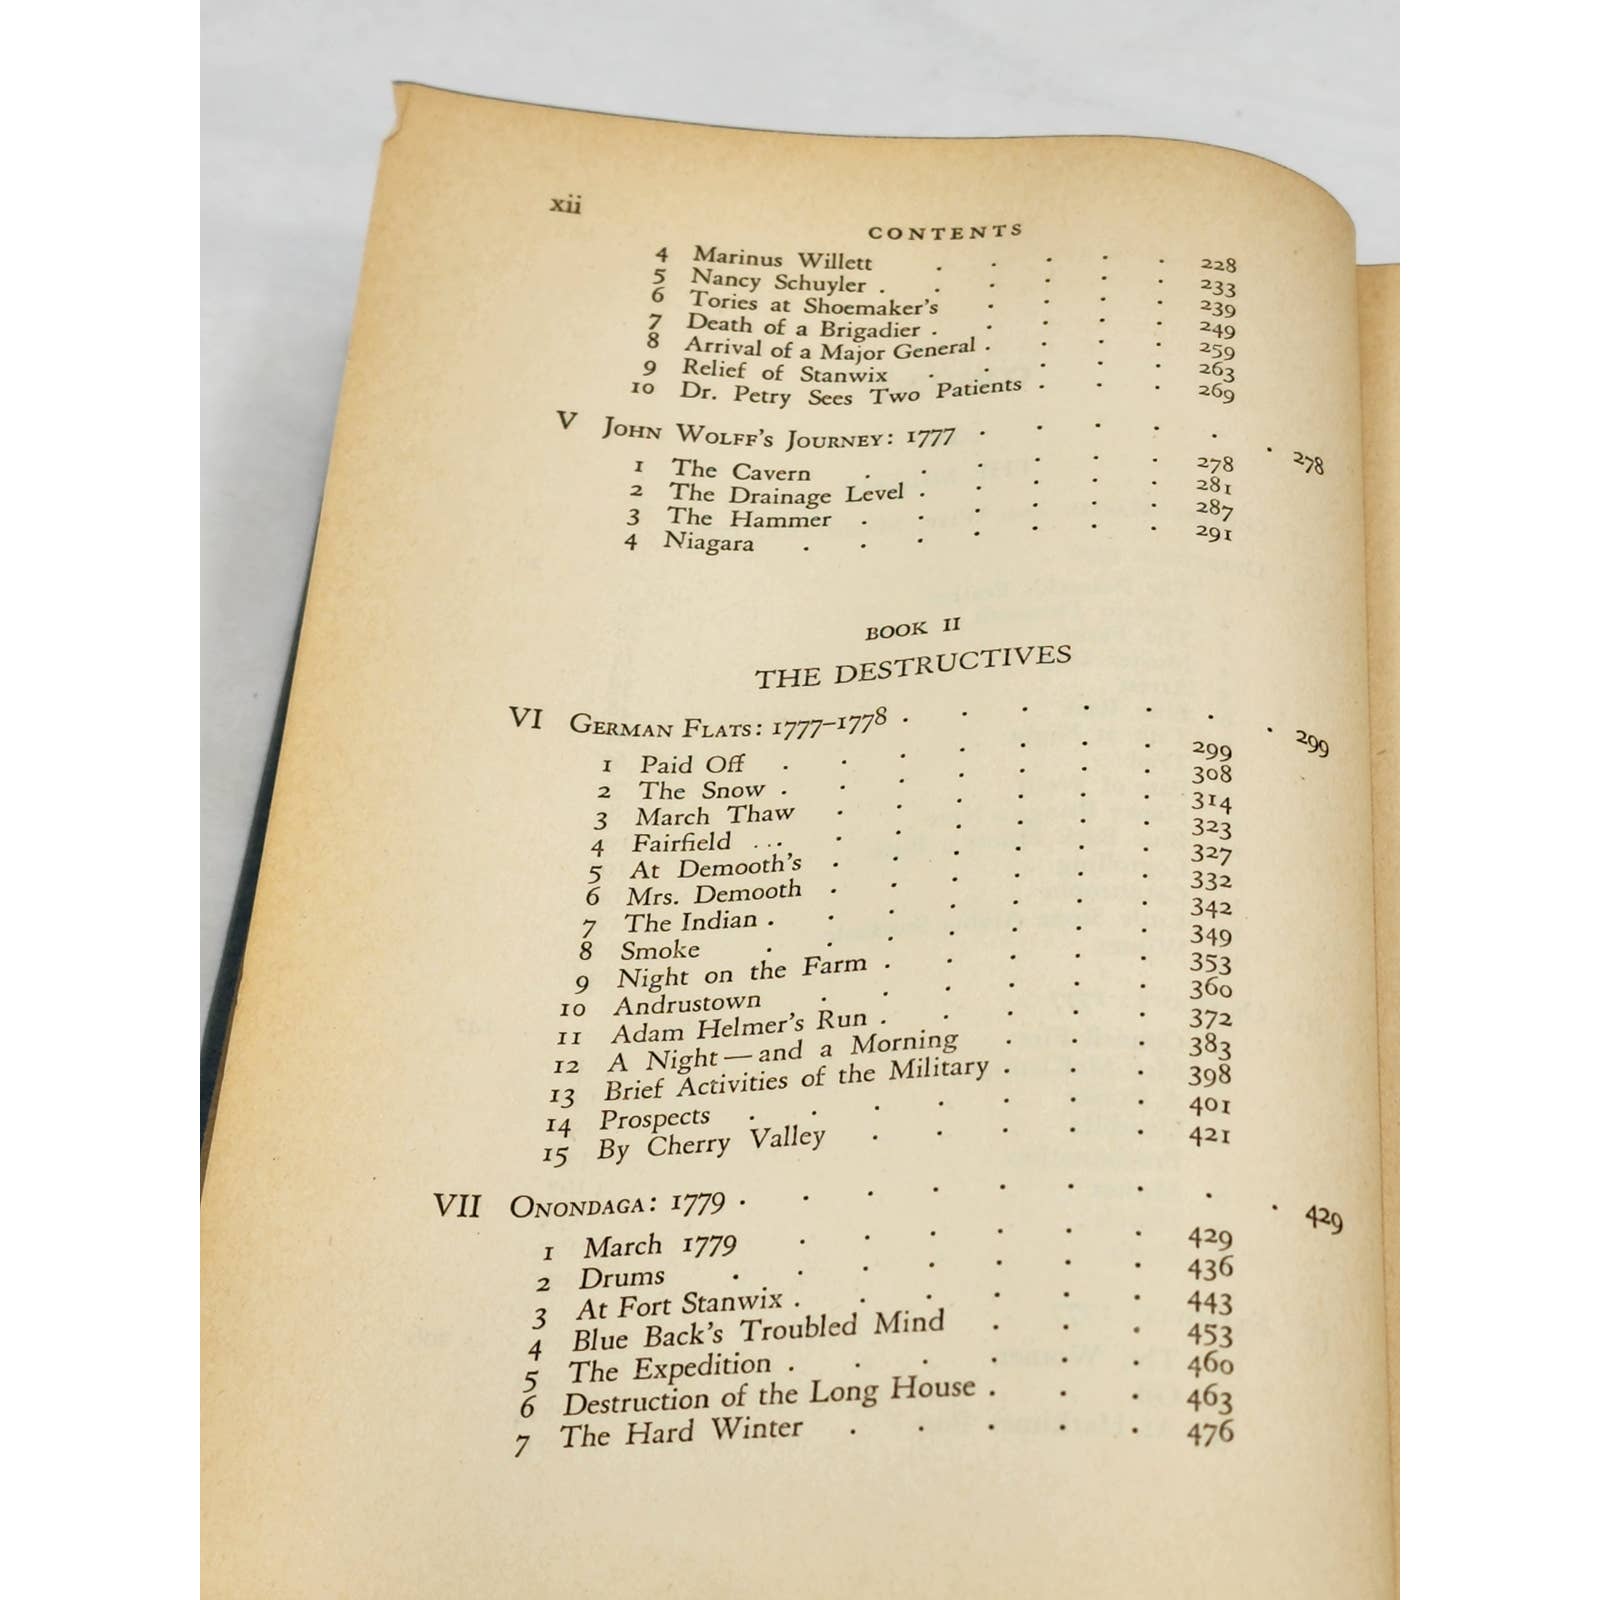 xii
CONTENTS
4 Marinus Willett . . . . . 228
5 Nancy Schuyler . . . . . . 233
6 Tories at Shoemaker's . . . . 239
7 Death of a Brigadier . . . . . 249
8 Arrival of a Major General . . . . 259
9 Relief of Stanwix . . . . . 263
10 Dr. Petry Sees Two Patients . . . 269
V John Wolff's Journey: 1777 . . . . . . 278
1 The Cavern . . . . . . 278
2 The Drainage Level . . . . . 281
3 The Hammer . . . . . . 287
4 Niagara . . . . . . . 291
BOOK II
THE DESTRUCTIVES
VI German Flats: 1777–1778 . . . . . . . 299
1 Paid Off . . . . . . . 299
2 The Snow . . . . . . . 308
3 March Thaw . . . . . . 314
4 Fairfield . . . . . . . 323
5 At Demooth's . . . . . . 327
6 Mrs. Demooth . . . . . . 332
7 The Indian . . . . . . . 342
8 Smoke . . . . . . . 349
9 Night on the Farm . . . . . 353
10 Andrustown . . . . . . 360
11 Adam Helmer's Run . . . . . 372
12 A Night — and a Morning . . . 383
13 Brief Activities of the Military . . . 398
14 Prospects . . . . . . . 401
15 By Cherry Valley . . . . . 421
VII Onondaga: 1779 . . . . . . . . . 429
1 March 1779 . . . . . . 429
2 Drums . . . . . . . 436
3 At Fort Stanwix . . . . . . 443
4 Blue Back's Troubled Mind . . . 453
5 The Expedition . . . . . . 460
6 Destruction of the Long House . . . 463
7 The Hard Winter . . . . . 476